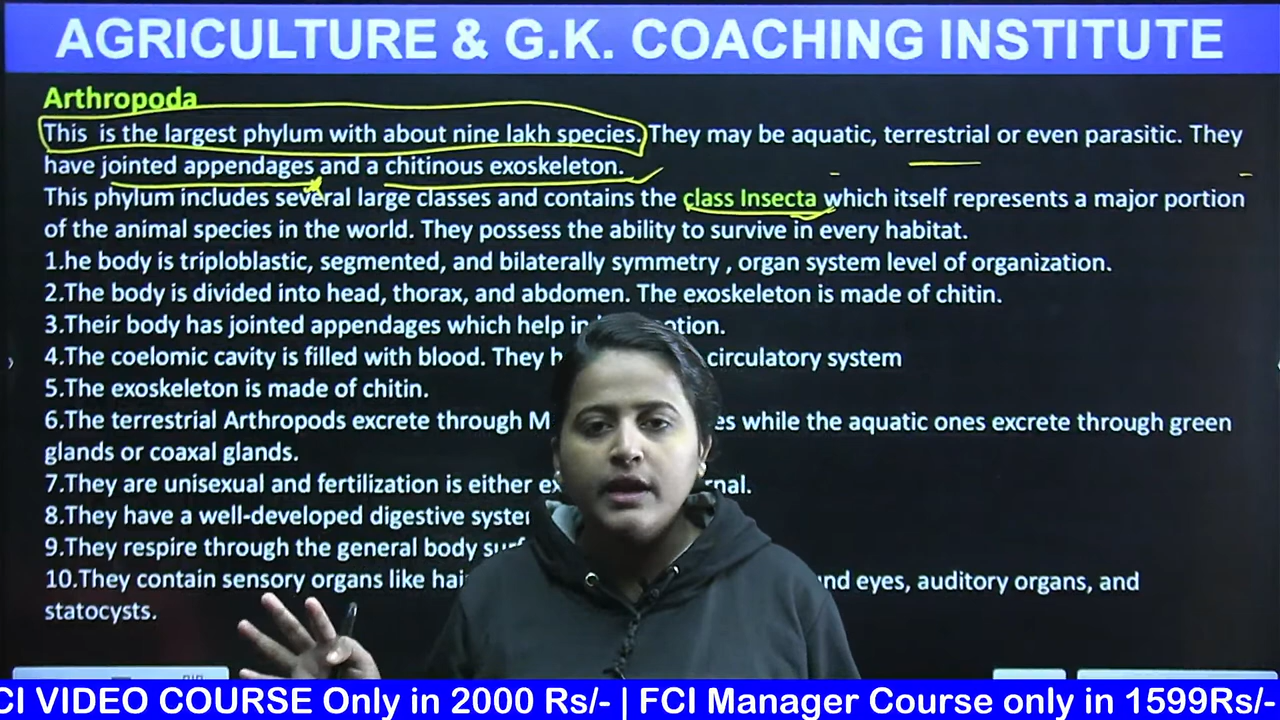 AGRICULTURE & G.K. COACHING INSTITUTE
Arthropoda
This is the largest phylum with about nine lakh species. They may be aquatic, terrestrial or even parasitic. They
have jointed appendages and a chitinous exoskeleton.
This phylum includes several large classes and contains the class Insecta which itself represents a major portion
of the animal species in the world. They possess the ability to survive in every habitat.
1.he body is triploblastic, segmented, and bilaterally symmetry , organ system level of organization.
2.The body is divided into head, thorax, and abdomen. The exoskeleton is made of chitin.
3.Their body has jointed appendages which help in
4.The coelomic cavity is filled with blood. They circulatory system
5.The exoskeleton is made of chitin.
6.The terrestrial Arthropods excrete through while the aquatic ones excrete through green
glands or coaxal glands.
7.They are unisexual and fertilization is either
8.They have a well-developed digestive
9.They respire through the general body
10.They contain sensory organs like eyes, auditory organs, and
statocysts.
CI VIDEO COURSE Only in 2000 Rs/- | FCI Manager Course only in 1599Rs/-